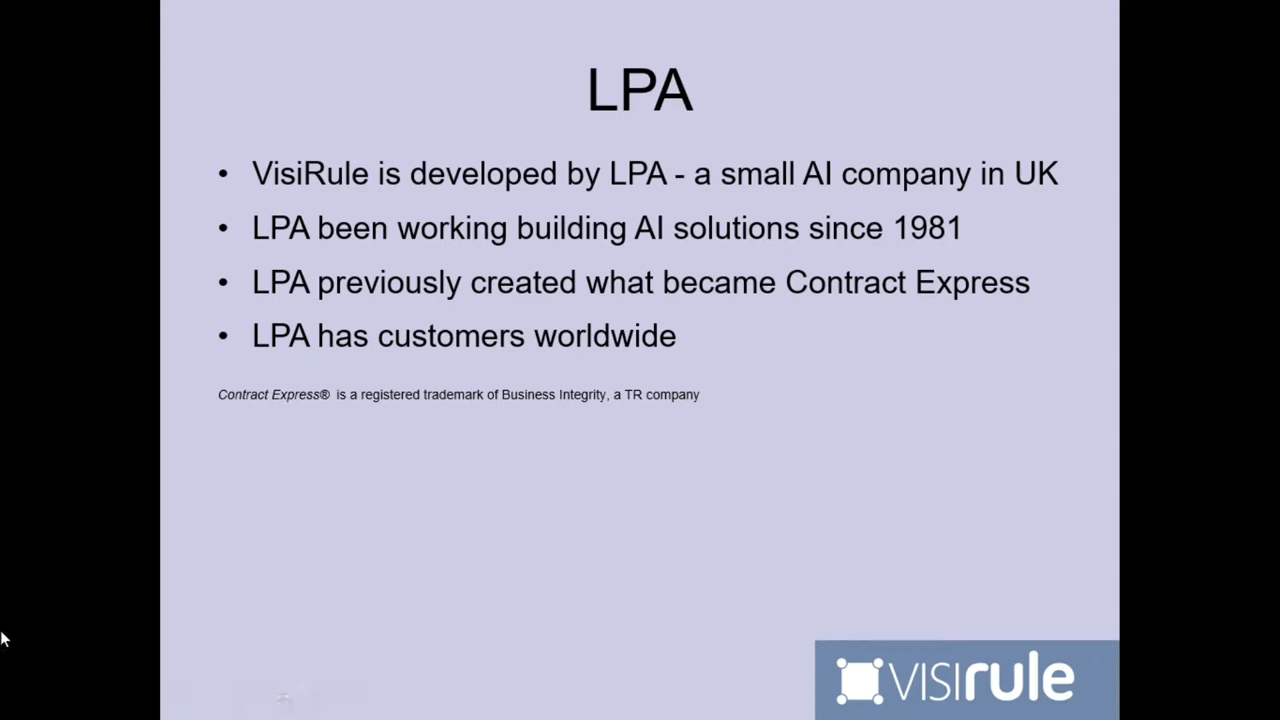 LPA
• VisiRule is developed by LPA - a small AI company in UK
• LPA been working building AI solutions since 1981
• LPA previously created what became Contract Express
• LPA has customers worldwide
Contract Express® is a registered trademark of Business Integrity, a TR company
VISIrule